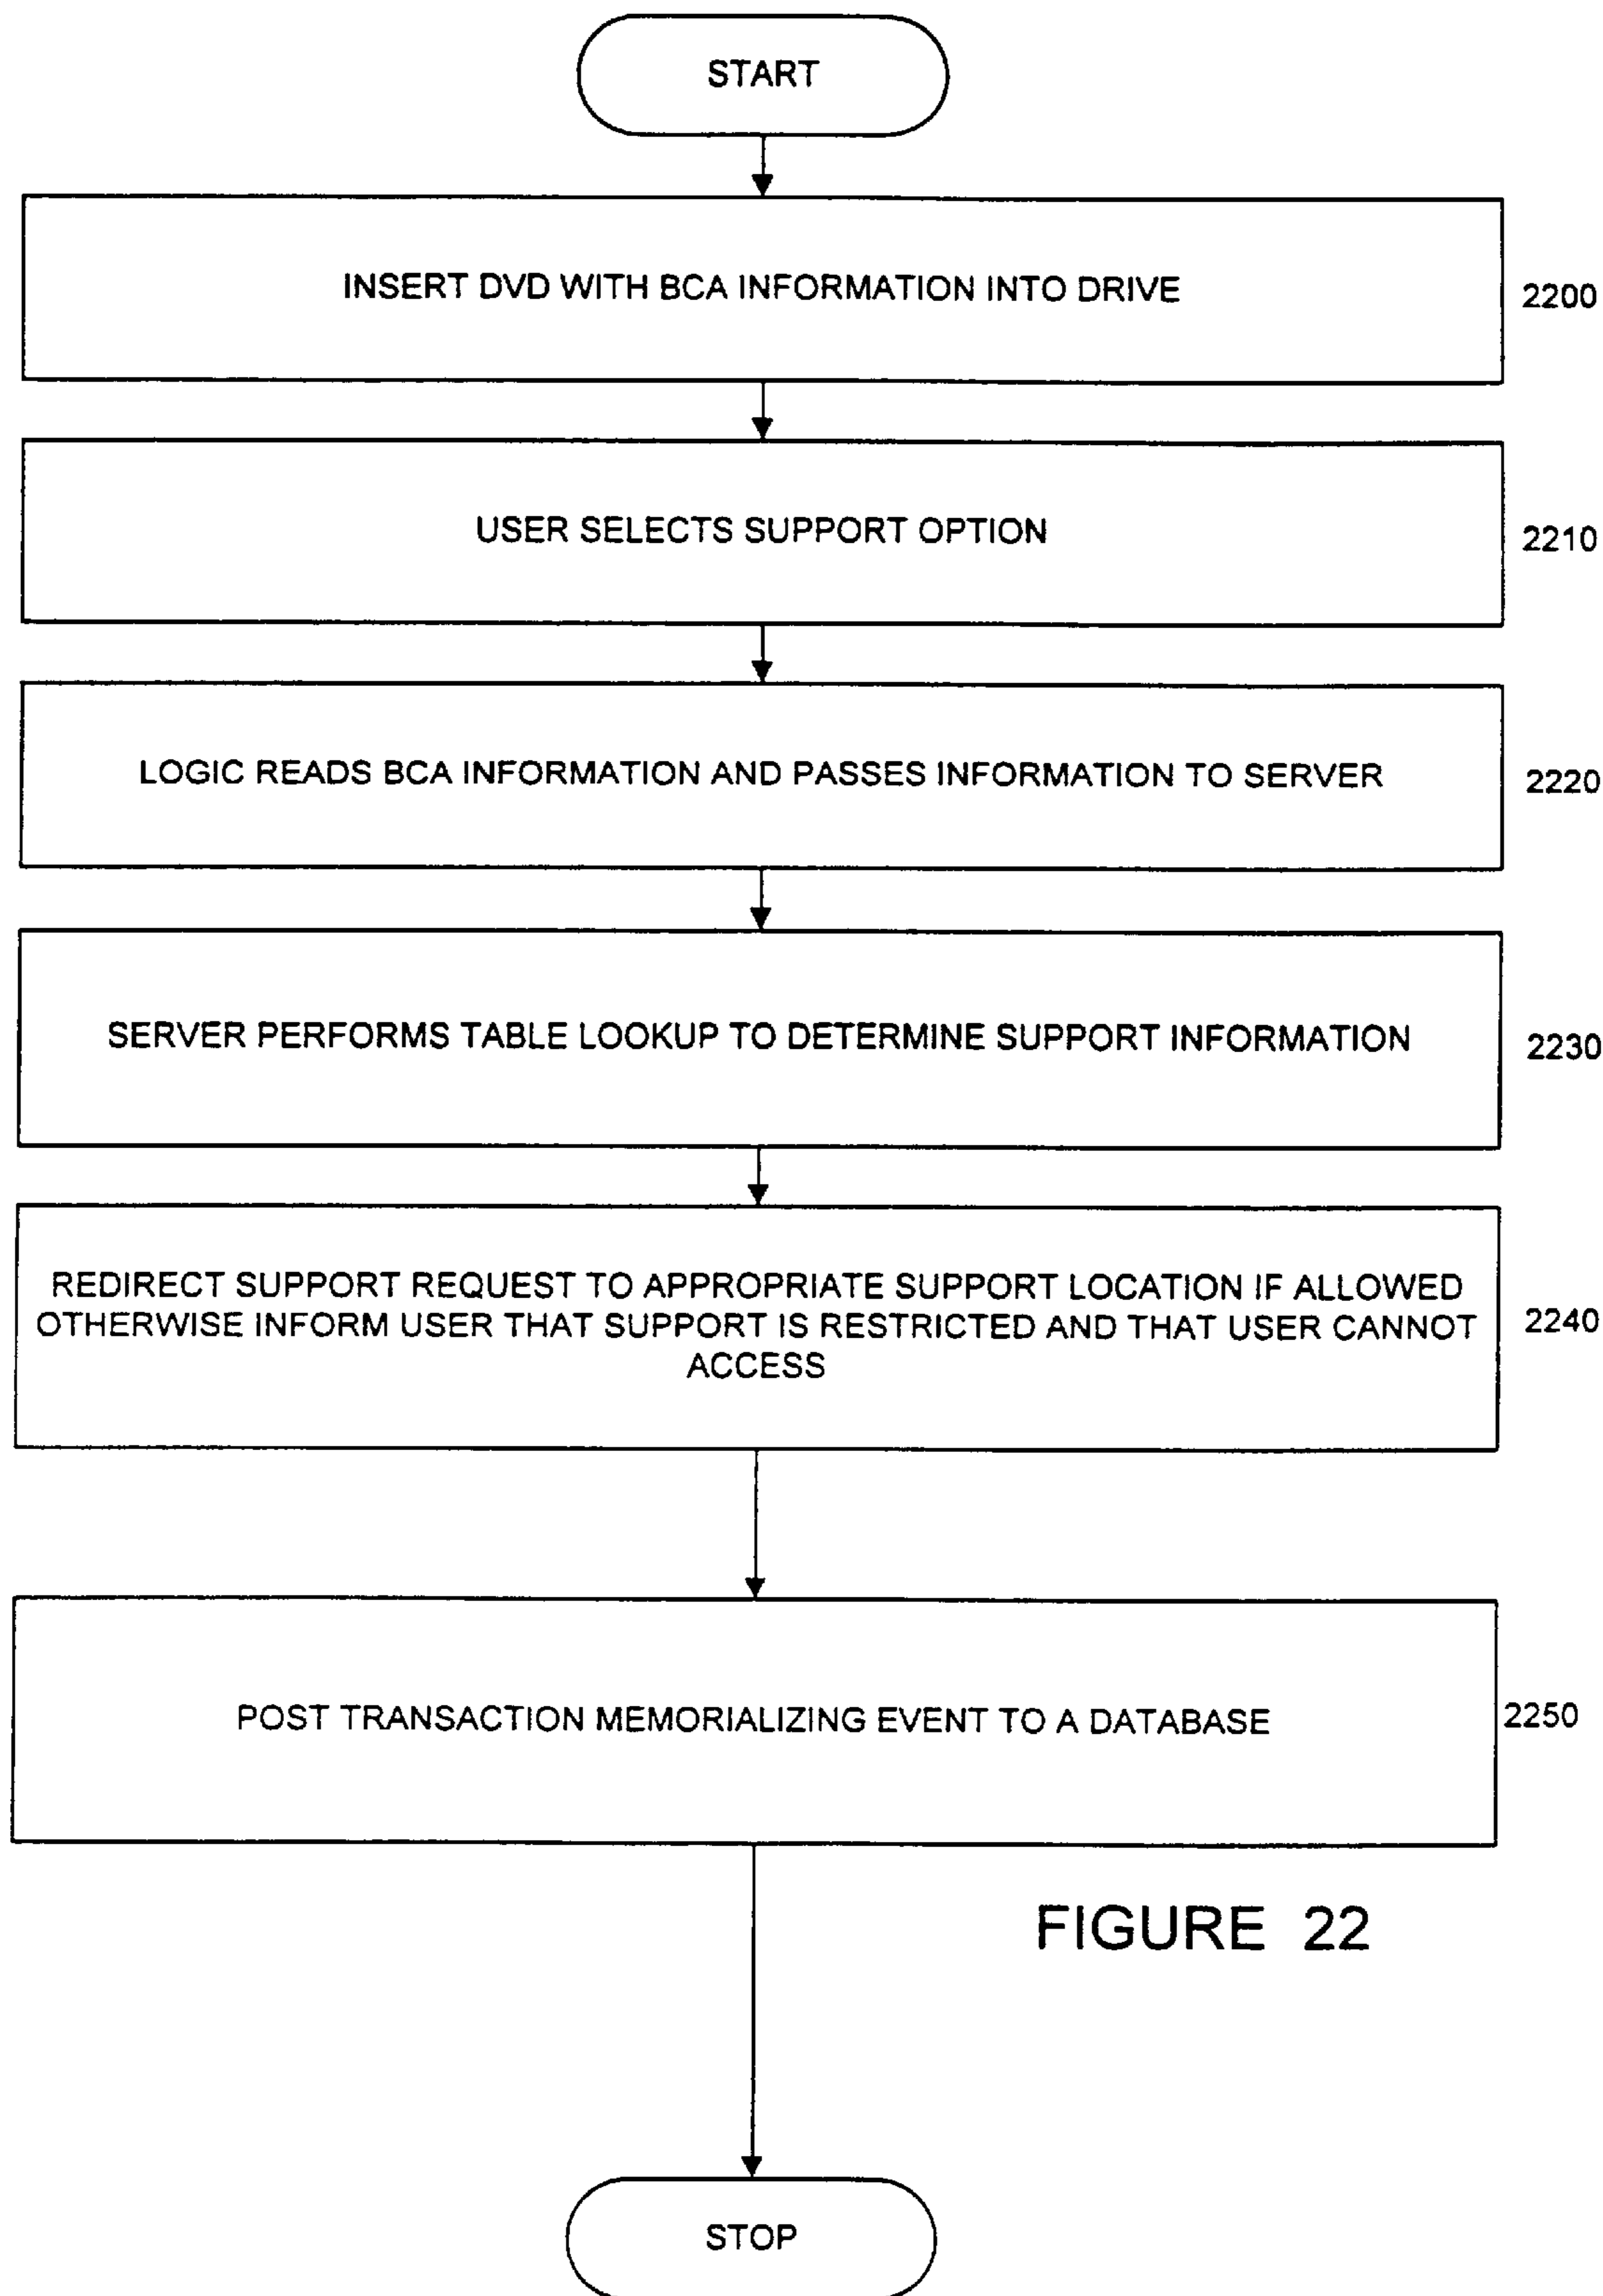 START
INSERT DVD WITH BCA INFORMATION INTO DRIVE
2200
USER SELECTS SUPPORT OPTION
2210
LOGIC READS BCA INFORMATION AND PASSES INFORMATION TO SERVER
2220
SERVER PERFORMS TABLE LOOKUP TO DETERMINE SUPPORT INFORMATION
2230
REDIRECT SUPPORT REQUEST TO APPROPRIATE SUPPORT LOCATION IF ALLOWED
OTHERWISE INFORM USER THAT SUPPORT IS RESTRICTED AND THAT USER CANNOT
ACCESS
2240
POST TRANSACTION MEMORIALIZING EVENT TO A DATABASE
2250
FIGURE 22
STOP